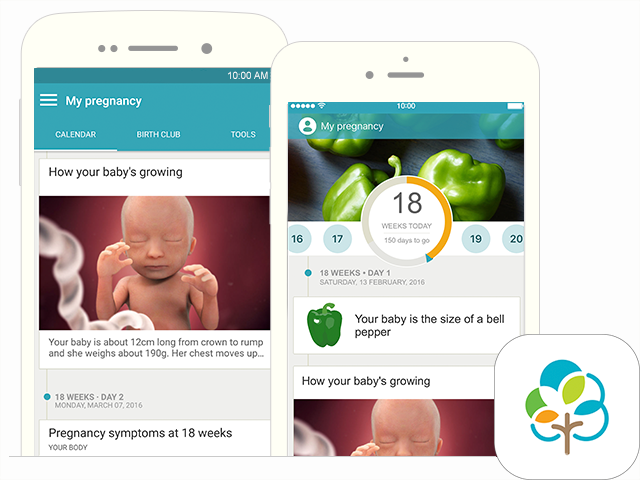 10:00 AM
My pregnancy
CALENDAR BIRTH CLUB TOOLS
How your baby's growing
Your baby is about 12cm long from crown to rump
and she weighs about 190g. Her chest moves up...
18 WEEKS • DAY 2
MONDAY, MARCH 07, 2016
Pregnancy symptoms at 18 weeks
YOUR BODY
10:00
My pregnancy
18
WEEKS TODAY
150 days to go
16 17 19 20
18 WEEKS • DAY 1
SATURDAY, 13 FEBRUARY, 2016
Your baby is the size of a bell
pepper
How your baby's growing